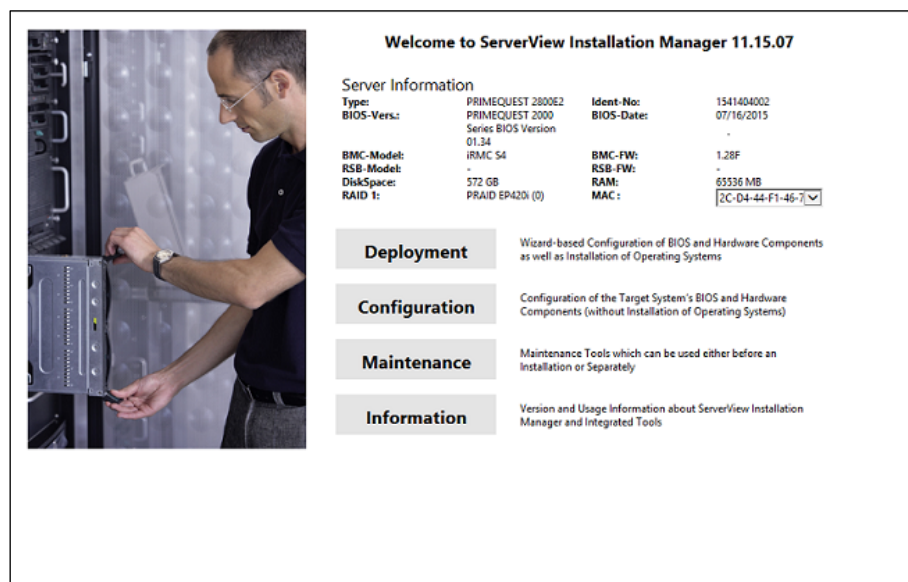 Welcome to ServerView Installation Manager 11.15.07
Server Information
Type: PRIMEQUEST 2800E2 Ident-No: 1541404002
BIOS-Vers.: PRIMEQUEST 2000 Series BIOS Version 01.34 BIOS-Date: 07/16/2015
-
BMC-Model: iRMC S4 BMC-FW: 1.28F
RSB-Model: - RSB-FW: -
DiskSpace: 572 GB RAM: 65536 MB
RAID 1: PRAID EP420i (0) MAC : 2C-D4-44-F1-46-7
Deployment
Wizard-based Configuration of BIOS and Hardware Components
as well as Installation of Operating Systems
Configuration
Configuration of the Target System's BIOS and Hardware
Components (without Installation of Operating Systems)
Maintenance
Maintenance Tools which can be used either before an
Installation or Separately
Information
Version and Usage Information about ServerView Installation
Manager and Integrated Tools